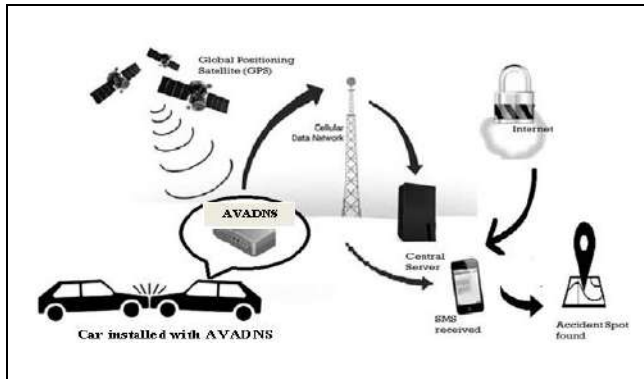 Global Positioning
Satellite (GPS)
Cellular
Data Network
Internet
AVADNS
Central
Server
SMS
received
Accident Spot
found
Car installed with AVADNS